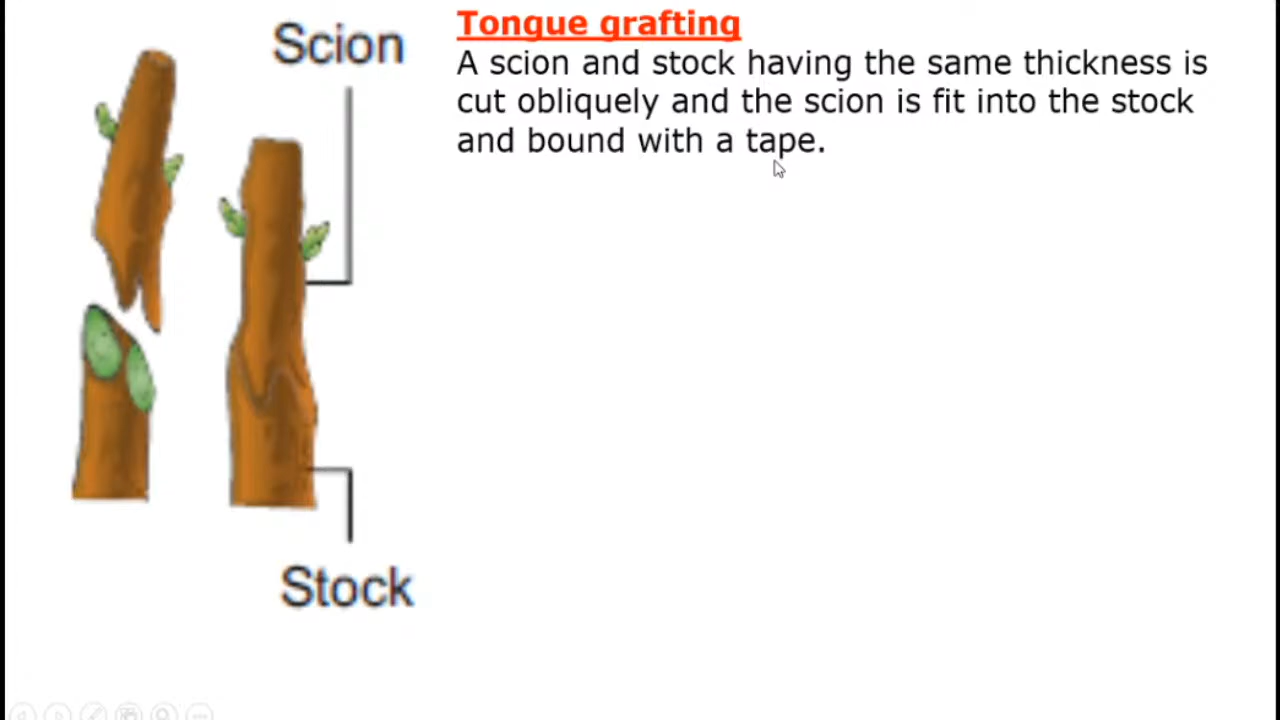 Scion
Tongue grafting
A scion and stock having the same thickness is
cut obliquely and the scion is fit into the stock
and bound with a tape.
Stock